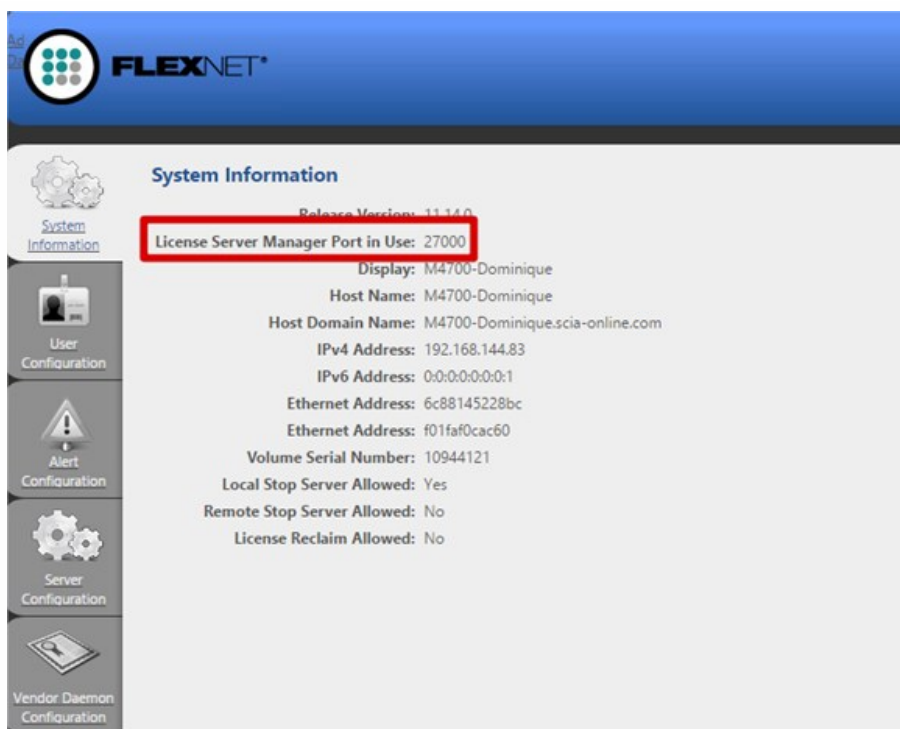 Ad
FLEXNET®
System Information
System
Information
Release Version: 11.14.0
License Server Manager Port in Use: 27000
Display: M4700-Dominique
Host Name: M4700-Dominique
Host Domain Name: M4700-Dominique.scia-online.com
IPv4 Address: 192.168.144.83
IPv6 Address: 0:0:0:0:0:0:0:1
Ethernet Address: 6c88145228bc
Ethernet Address: f01faf0cac60
Volume Serial Number: 10944121
Local Stop Server Allowed: Yes
Remote Stop Server Allowed: No
License Reclaim Allowed: No
User
Configuration
Alert
Configuration
Server
Configuration
Vendor Daemon
Configuration